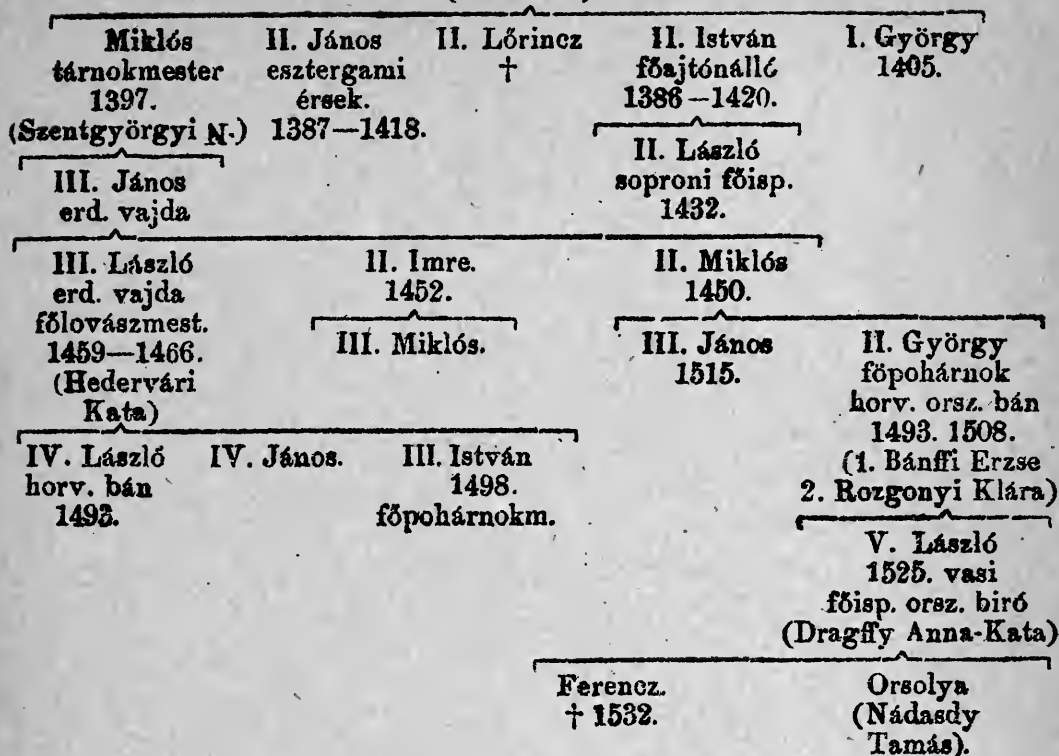 Miklós
tárnokmester
1397.
(Szentgyörgyi N.)
II. János
esztergami
érsek.
1387—1418.
II. Lőrincz
†
II. István
főajtónálló
1386—1420.
I. György
1405.
III. János
erd. vajda
II. László
soproni főisp.
1432.
III. László
erd. vajda
főlovászmest.
1459—1466.
(Hedervári
Kata)
II. Imre.
1452.
II. Miklós
1450.
III. Miklós.
III. János
1515.
II. György
föpohárnok
horv. orsz. bán
1493. 1508.
(1. Bánffi Erzse
2. Rozgonyi Klára)
IV. László
horv. bán
1493.
IV. János.
III. István
1498.
főpohárnokm.
V. László
1525. vasi
főisp. orsz. biró
(Dragffy Anna-Kata)
Ferencz.
† 1532.
Orsolya
(Nádasdy
Tamás).